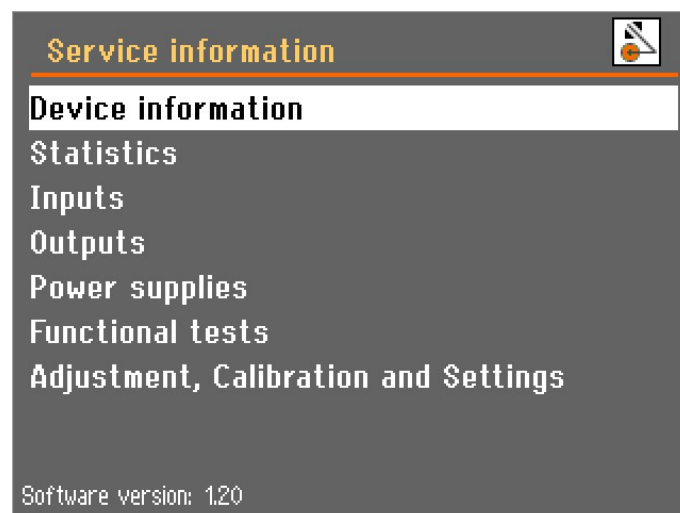 Service information
Device information
Statistics
Inputs
Outputs
Power supplies
Functional tests
Adjustment, Calibration and Settings
Software version: 1.20